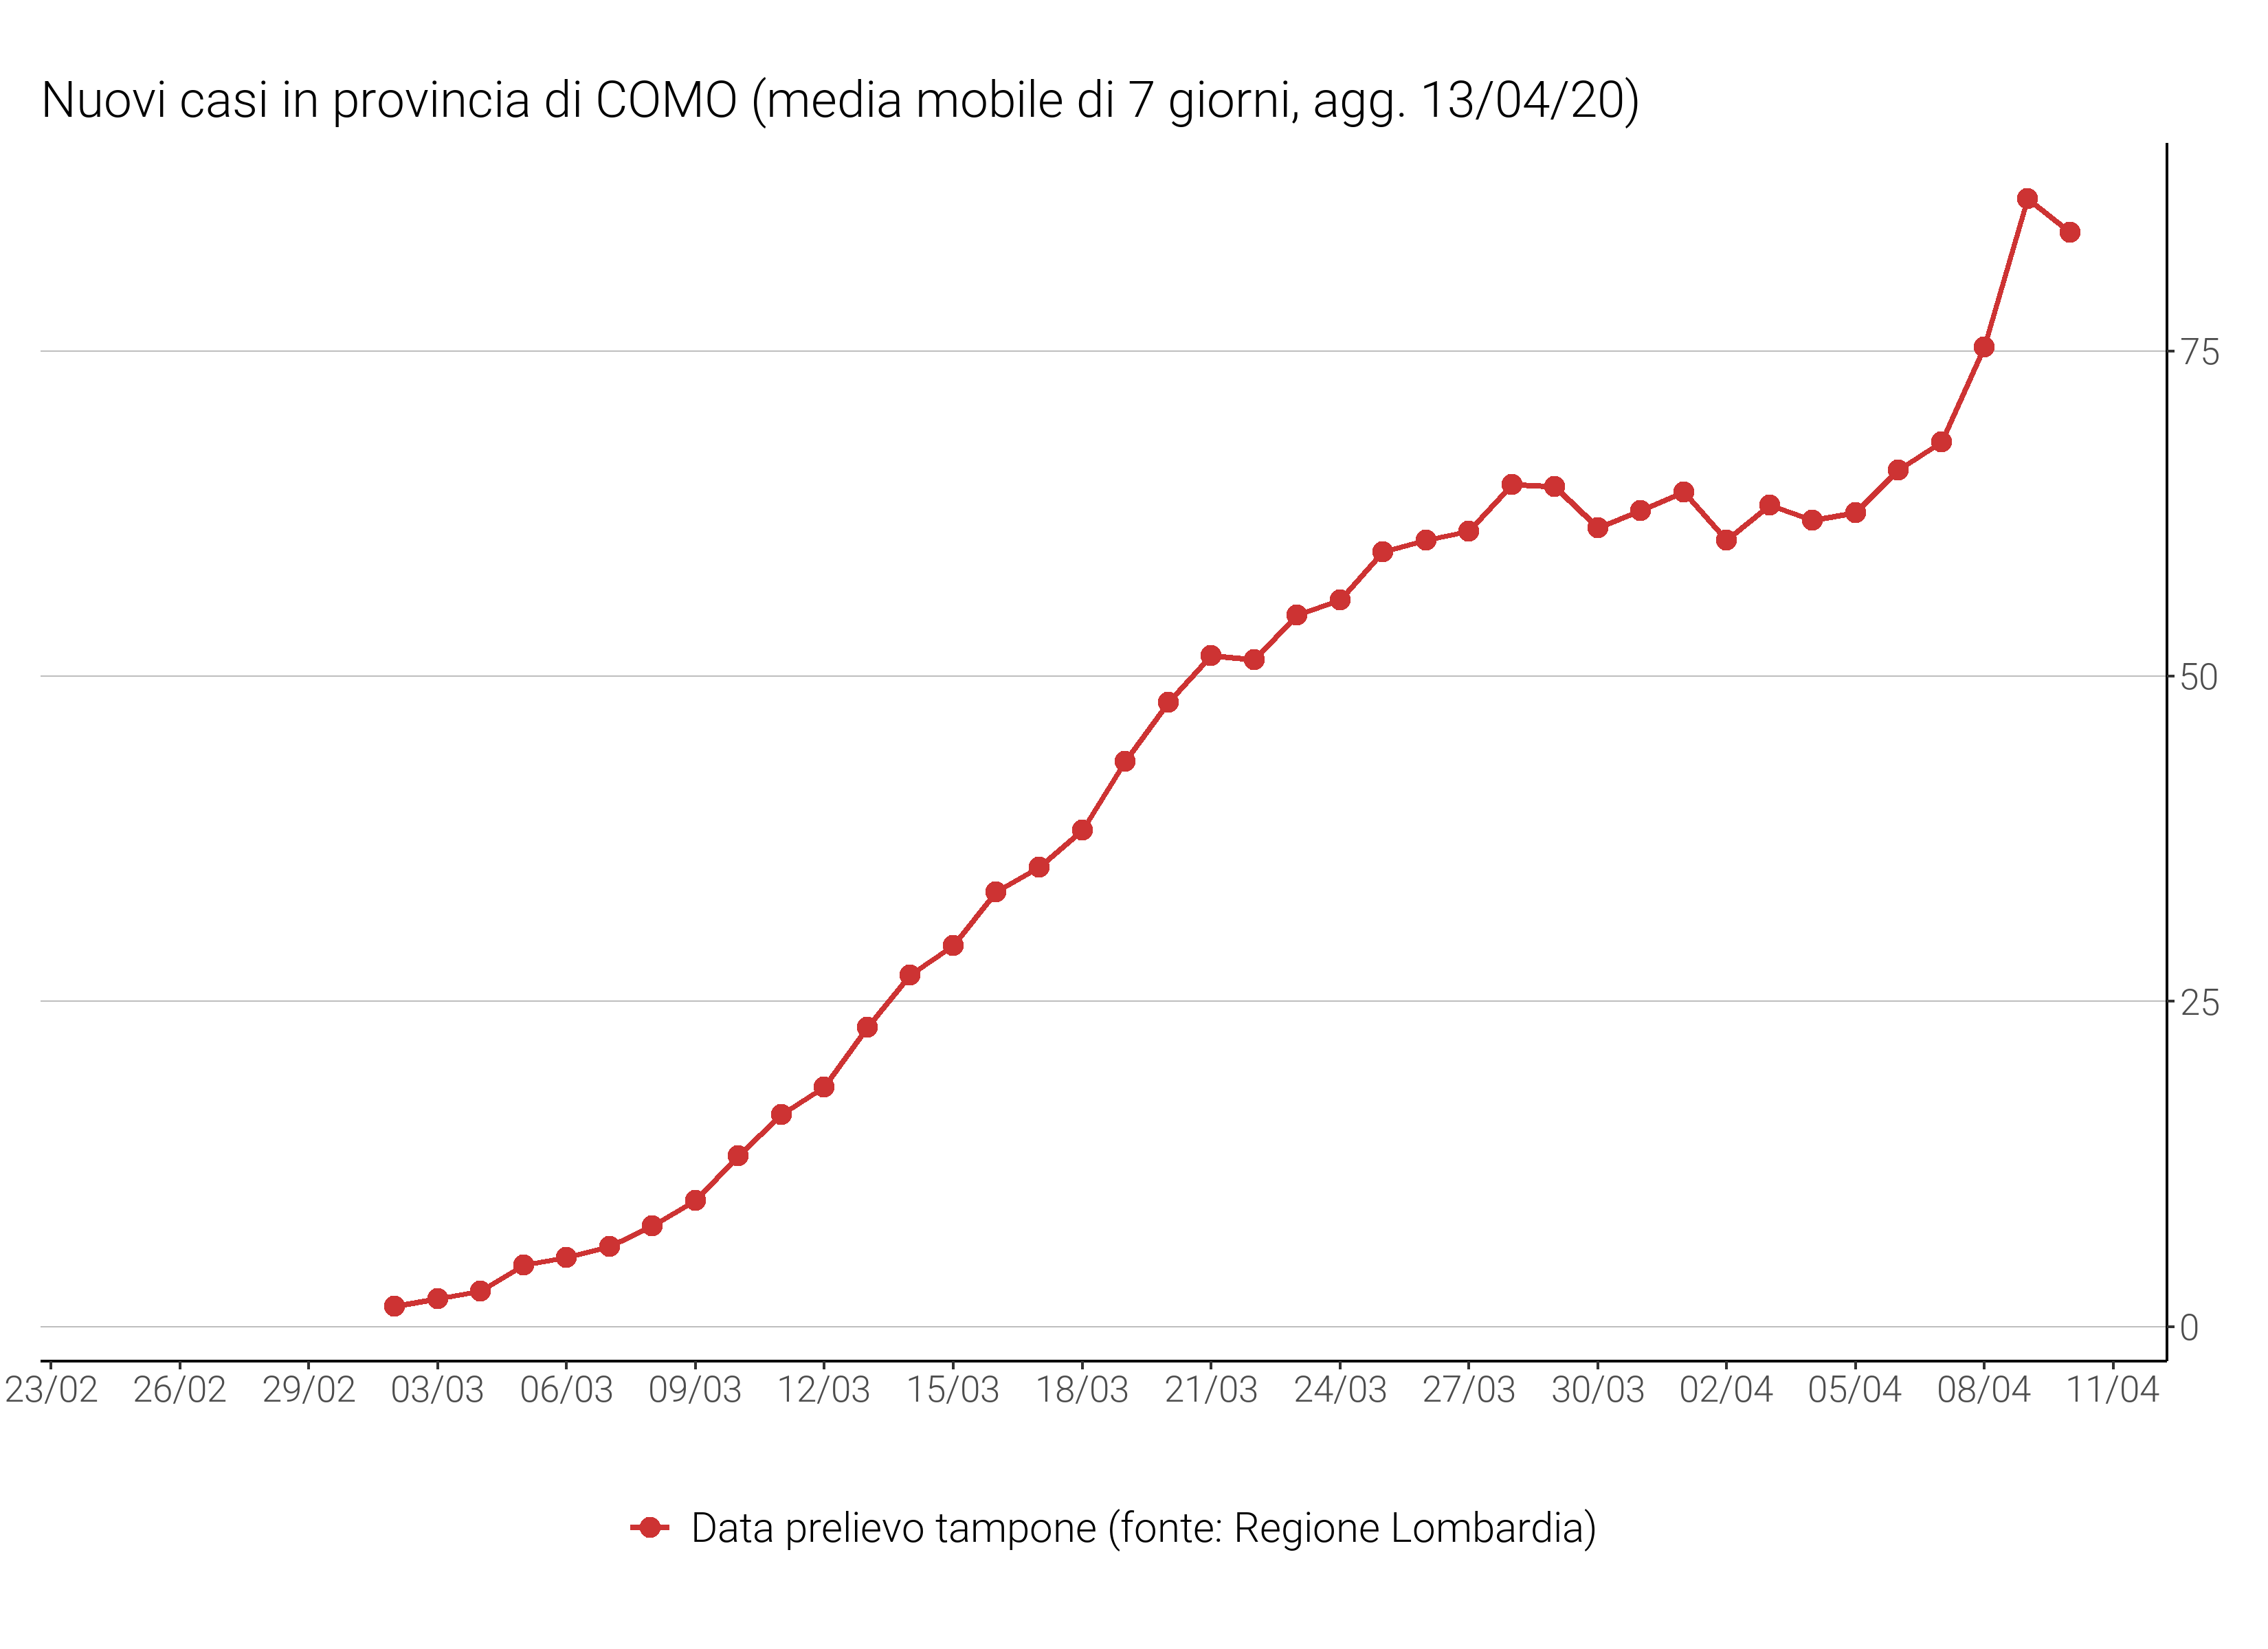 Nuovi casi in provincia di COMO (media mobile di 7 giorni, agg. 13/04/20)
75
50
25
0
23/02 26/02 29/02 03/03 06/03 09/03 12/03 15/03 18/03 21/03 24/03 27/03 30/03 02/04 05/04 08/04 11/04
Data prelievo tampone (fonte: Regione Lombardia)